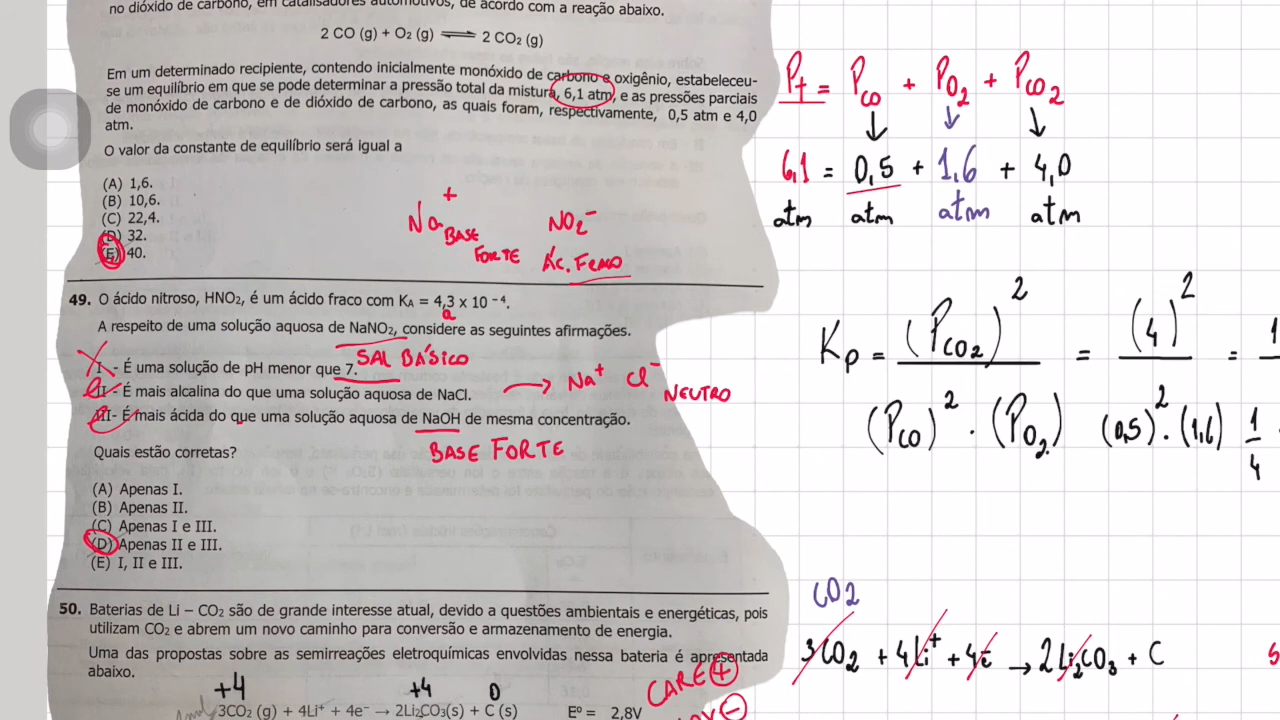 no dióxido de carbono, em catalisadores automotivos, de acordo com a reação abaixo.
2 CO (g) + O₂ (g) ⇌ 2 CO₂ (g)
Em um determinado recipiente, contendo inicialmente monóxido de carbono e oxigênio, estabeleceu-
se um equilíbrio em que se pode determinar a pressão total da mistura, 6,1 atm, e as pressões parciais
de monóxido de carbono e de dióxido de carbono, as quais foram, respectivamente, 0,5 atm e 4,0
atm.
O valor da constante de equilíbrio será igual a
(A) 1,6.
(B) 10,6.
(C) 22,4.
(D) 32.
(E) 40.
Na⁺ NO₂⁻
BASE FORTE
ÁC. FRACO
49. O ácido nitroso, HNO₂, é um ácido fraco com KA = 4,3 x 10⁻⁴.
a
A respeito de uma solução aquosa de NaNO₂, considere as seguintes afirmações.
SAL BÁSICO
I - É uma solução de pH menor que 7.
II - É mais alcalina do que uma solução aquosa de NaCl.
→ Na⁺ Cl⁻ NEUTRO
III- É mais ácida do que uma solução aquosa de NaOH de mesma concentração.
BASE FORTE
Quais estão corretas?
(A) Apenas I.
(B) Apenas II.
(C) Apenas I e III.
(D) Apenas II e III.
(E) I, II e III.
50. Baterias de Li – CO₂ são de grande interesse atual, devido a questões ambientais e energéticas, pois
utilizam CO₂ e abrem um novo caminho para conversão e armazenamento de energia.
Uma das propostas sobre as semirreações eletroquímicas envolvidas nessa bateria é apresentada
abaixo.
CARE +
+4 +4 0
3CO₂ (g) + 4Li⁺ + 4e⁻ → 2Li₂CO₃(s) + C (s) Eº = 2,8V
Pt = PCO + PO₂ + PCO₂
↓ ↓ ↓
6,1 = 0,5 + 1,6 + 4,0
atm atm atm atm
Kp = (PCO₂)² = (4)² = 1
(PCO)² · (PO₂) (0,5)² · (1,6) 1
4
CO₂
3CO₂ + 4Li⁺ + 4e → 2Li₂CO₃ + C